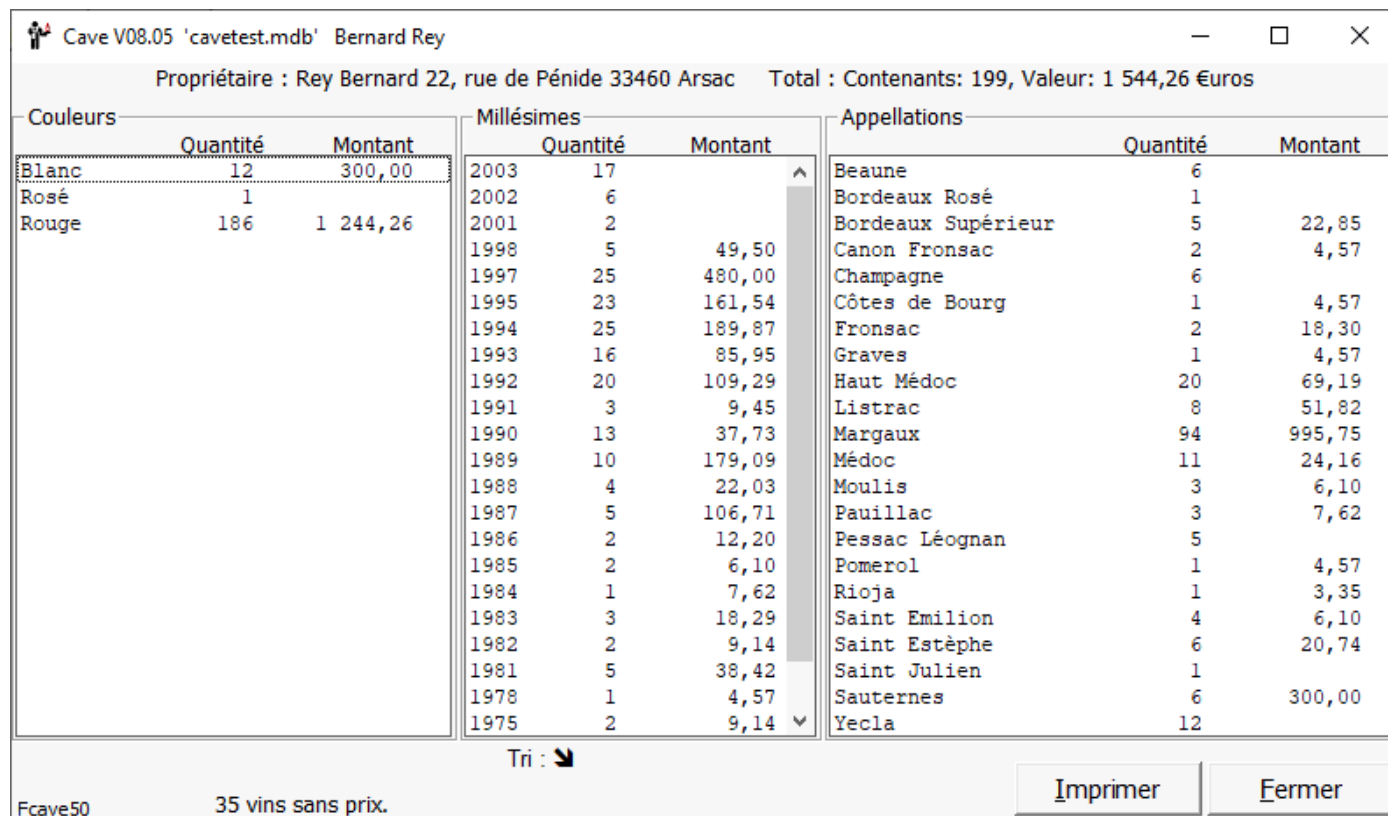 Cave V08.05 'cavetest.mdb' Bernard Rey
Propriétaire : Rey Bernard 22, rue de Pénide 33460 Arsac Total : Contenants: 199, Valeur: 1 544,26 €uros
Couleurs
Quantité Montant
Blanc 12 300,00
Rosé 1
Rouge 186 1 244,26
Millésimes
Quantité Montant
2003 17
2002 6
2001 2
1998 5 49,50
1997 25 480,00
1995 23 161,54
1994 25 189,87
1993 16 85,95
1992 20 109,29
1991 3 9,45
1990 13 37,73
1989 10 179,09
1988 4 22,03
1987 5 106,71
1986 2 12,20
1985 2 6,10
1984 1 7,62
1983 3 18,29
1982 2 9,14
1981 5 38,42
1978 1 4,57
1975 2 9,14
Appellations
Quantité Montant
Beaune 6
Bordeaux Rosé 1
Bordeaux Supérieur 5 22,85
Canon Fronsac 2 4,57
Champagne 6
Côtes de Bourg 1 4,57
Fronsac 2 18,30
Graves 1 4,57
Haut Médoc 20 69,19
Listrac 8 51,82
Margaux 94 995,75
Médoc 11 24,16
Moulis 3 6,10
Pauillac 3 7,62
Pessac Léognan 5
Pomerol 1 4,57
Rioja 1 3,35
Saint Emilion 4 6,10
Saint Estèphe 6 20,74
Saint Julien 1
Sauternes 6 300,00
Yecla 12
Tri :
Imprimer Fermer
Fcave50 35 vins sans prix.